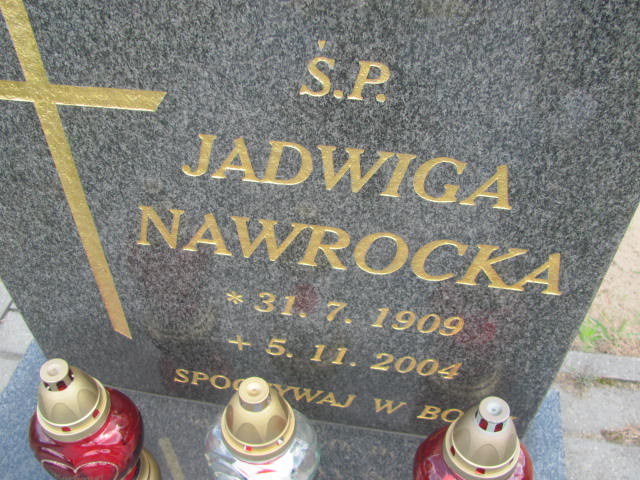 Ś.P.
JADWIGA
NAWROCKA
* 31. 7. 1909
+ 5. 11. 2004
W